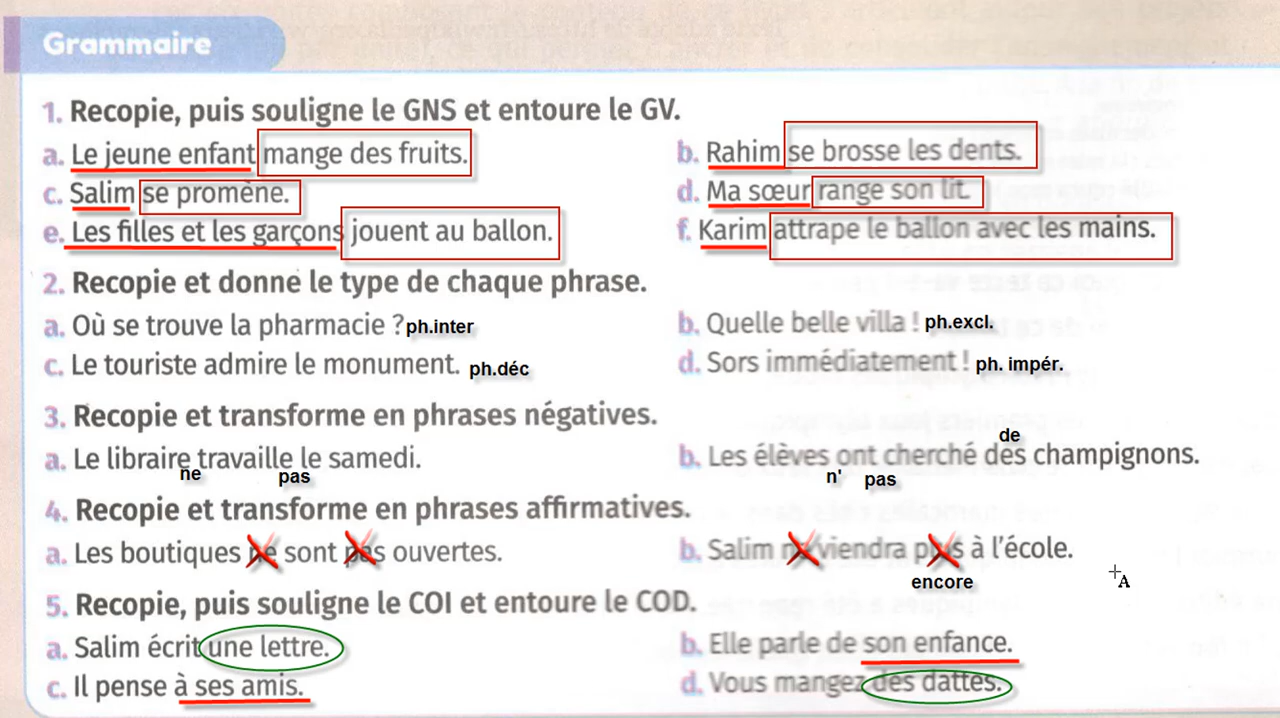 Grammaire
1. Recopie, puis souligne le GNS et entoure le GV.
a. Le jeune enfant mange des fruits. b. Rahim se brosse les dents.
c. Salim se promène. d. Ma sœur range son lit.
e. Les filles et les garçons jouent au ballon. f. Karim attrape le ballon avec les mains.
2. Recopie et donne le type de chaque phrase.
a. Où se trouve la pharmacie ? ph.inter b. Quelle belle villa ! ph.excl.
c. Le touriste admire le monument. ph.déc d. Sors immédiatement ! ph. impér.
3. Recopie et transforme en phrases négatives.
de
a. Le libraire travaille le samedi. b. Les élèves ont cherché des champignons.
ne pas n' pas
4. Recopie et transforme en phrases affirmatives.
a. Les boutiques ne sont pas ouvertes. b. Salim ne viendra plus à l'école.
encore
A
5. Recopie, puis souligne le COI et entoure le COD.
a. Salim écrit une lettre. b. Elle parle de son enfance.
c. Il pense à ses amis. d. Vous mangez des dattes.